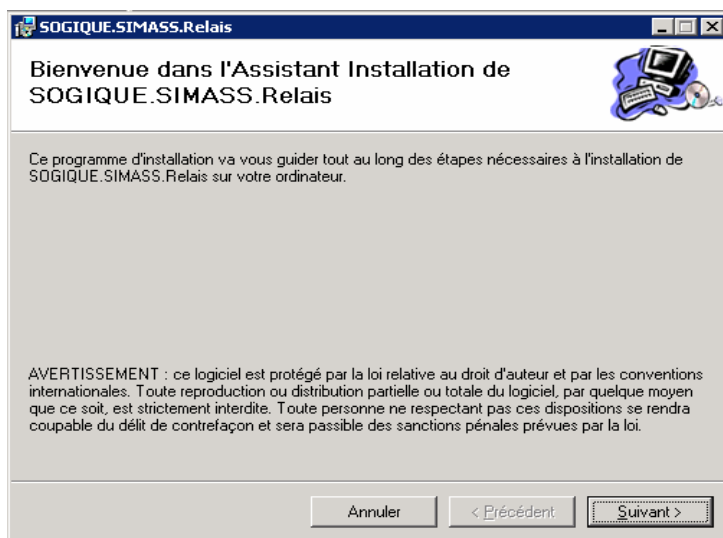 SOGIQUE.SIMASS.Relais
Bienvenue dans l'Assistant Installation de
SOGIQUE.SIMASS.Relais
Ce programme d'installation va vous guider tout au long des étapes nécessaires à l'installation de
SOGIQUE.SIMASS.Relais sur votre ordinateur.
AVERTISSEMENT : ce logiciel est protégé par la loi relative au droit d'auteur et par les conventions
internationales. Toute reproduction ou distribution partielle ou totale du logiciel, par quelque moyen
que ce soit, est strictement interdite. Toute personne ne respectant pas ces dispositions se rendra
coupable du délit de contrefaçon et sera passible des sanctions pénales prévues par la loi.
Annuler < Précédent Suivant >